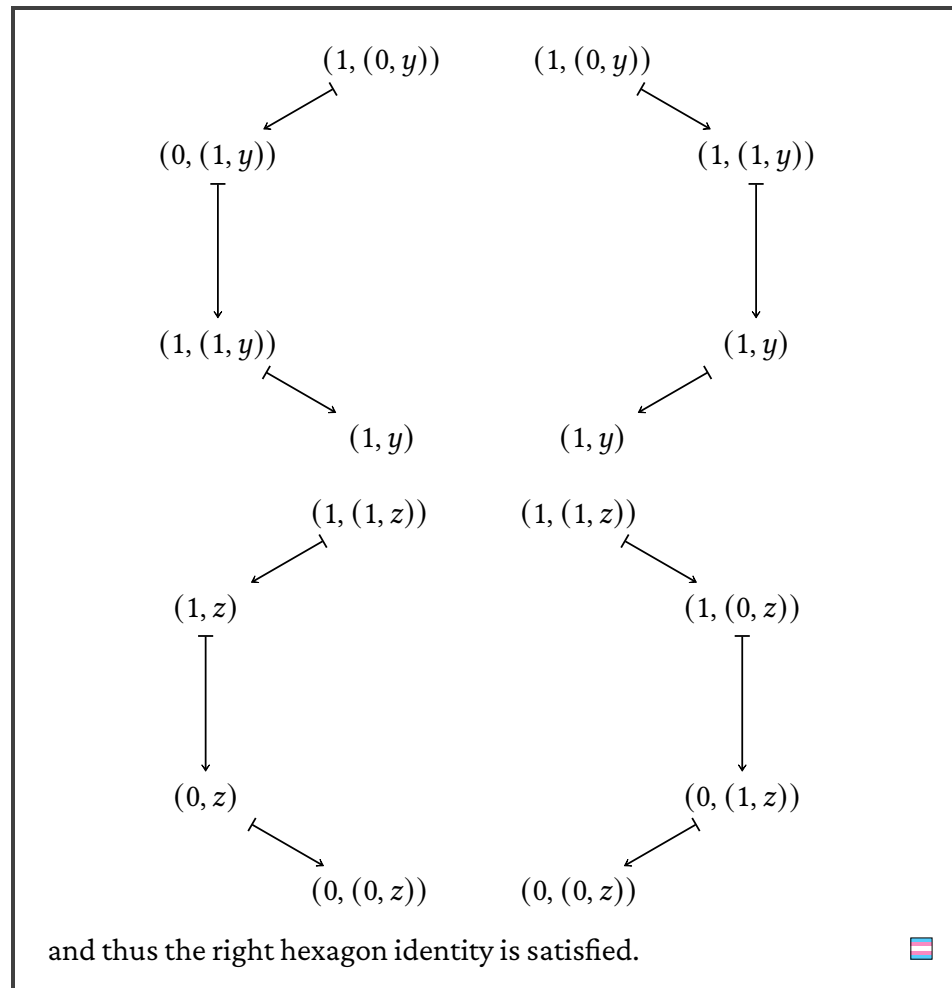 (1, (0, y)) (1, (0, y))
(0, (1, y)) (1, (1, y))
(1, (1, y)) (1, y)
(1, y) (1, y)
(1, (1, z)) (1, (1, z))
(1, z) (1, (0, z))
(0, z) (0, (1, z))
(0, (0, z)) (0, (0, z))
and thus the right hexagon identity is satisfied.